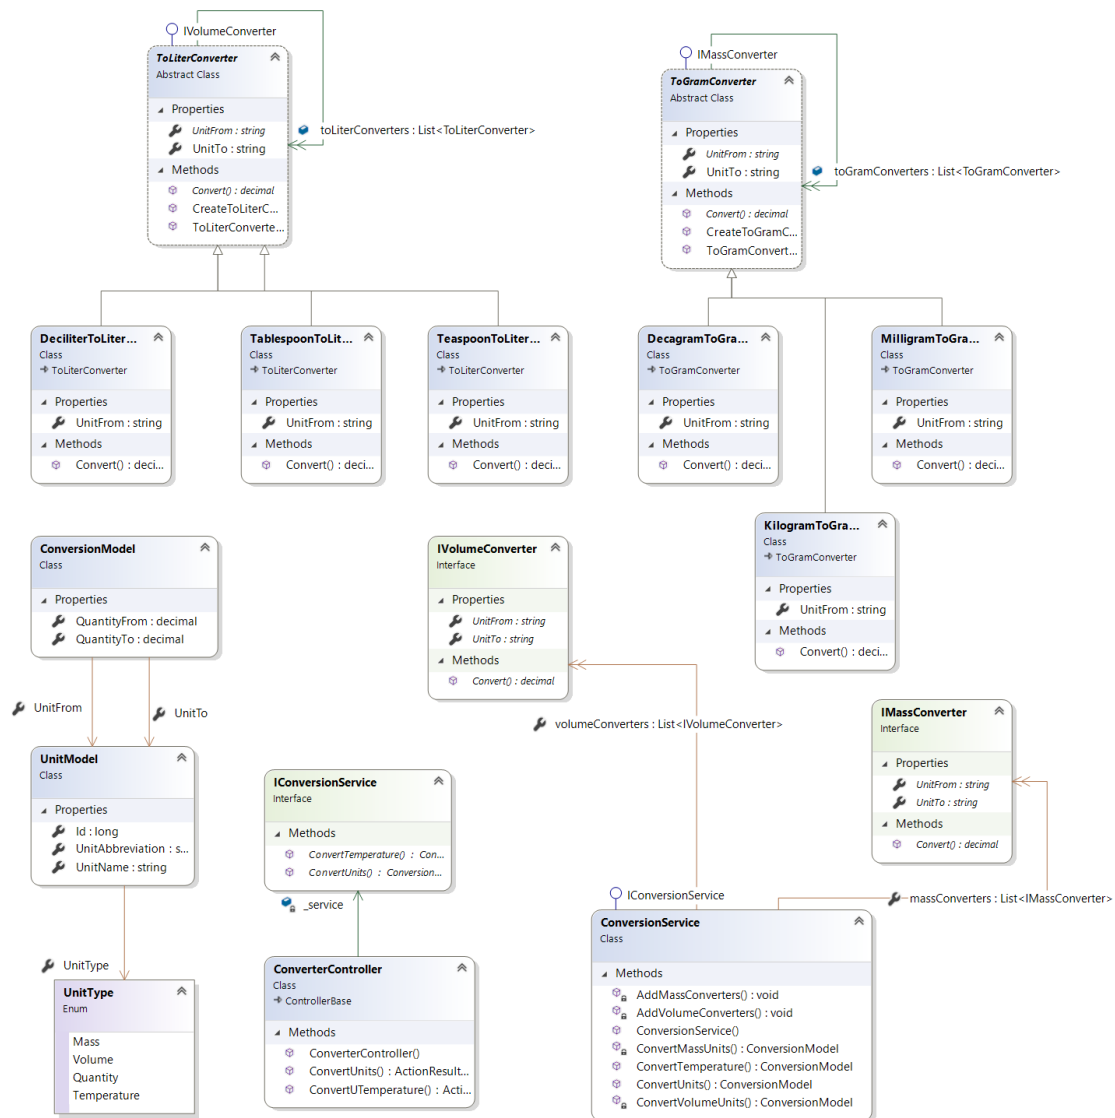 IVolumeConverter
ToLiterConverter
Abstract Class
Properties
UnitFrom : string
UnitTo : string
Methods
Convert() : decimal
CreateToLiterC...
ToLiterConverte...
toLiterConverters : List<ToLiterConverter>
IMassConverter
ToGramConverter
Abstract Class
Properties
UnitFrom : string
UnitTo : string
Methods
Convert() : decimal
CreateToGramC...
ToGramConvert...
toGramConverters : List<ToGramConverter>
DeciliterToLiter...
Class
ToLiterConverter
Properties
UnitFrom : string
Methods
Convert() : deci...
TablespoonToLit...
Class
ToLiterConverter
Properties
UnitFrom : string
Methods
Convert() : deci...
TeaspoonToLiter...
Class
ToLiterConverter
Properties
UnitFrom : string
Methods
Convert() : deci...
DecagramToGra...
Class
ToGramConverter
Properties
UnitFrom : string
Methods
Convert() : deci...
MilligramToGra...
Class
ToGramConverter
Properties
UnitFrom : string
Methods
Convert() : deci...
KilogramToGra...
Class
ToGramConverter
Properties
UnitFrom : string
Methods
Convert() : deci...
ConversionModel
Class
Properties
QuantityFrom : decimal
QuantityTo : decimal
UnitFrom
UnitTo
IVolumeConverter
Interface
Properties
UnitFrom : string
UnitTo : string
Methods
Convert() : decimal
volumeConverters : List<IVolumeConverter>
IMassConverter
Interface
Properties
UnitFrom : string
UnitTo : string
Methods
Convert() : decimal
massConverters : List<IMassConverter>
UnitModel
Class
Properties
Id : long
UnitAbbreviation : s...
UnitName : string
UnitType
UnitType
Enum
Mass
Volume
Quantity
Temperature
IConversionService
Interface
Methods
ConvertTemperature() : Con...
ConvertUnits() : Conversion...
_service
ConverterController
Class
ControllerBase
Methods
ConverterController()
ConvertUnits() : ActionResult...
ConvertUTemperature() : Acti...
IConversionService
ConversionService
Class
Methods
AddMassConverters() : void
AddVolumeConverters() : void
ConversionService()
ConvertMassUnits() : ConversionModel
ConvertTemperature() : ConversionModel
ConvertUnits() : ConversionModel
ConvertVolumeUnits() : ConversionModel